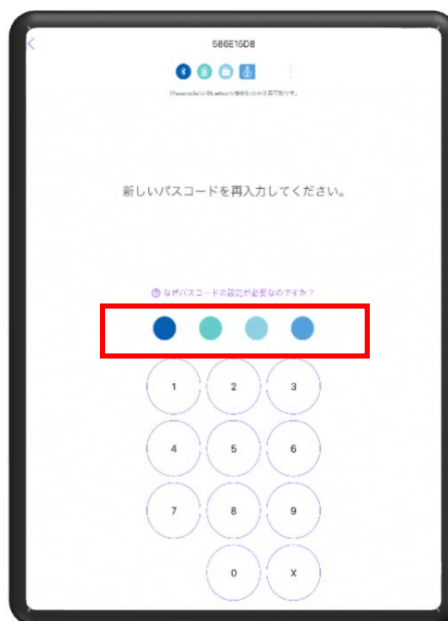 586E15D8
新しいパスコードを再入力してください。
なぜパスコードの設定が必要なのですか？
1 2 3
4 5 6
7 8 9
0 X